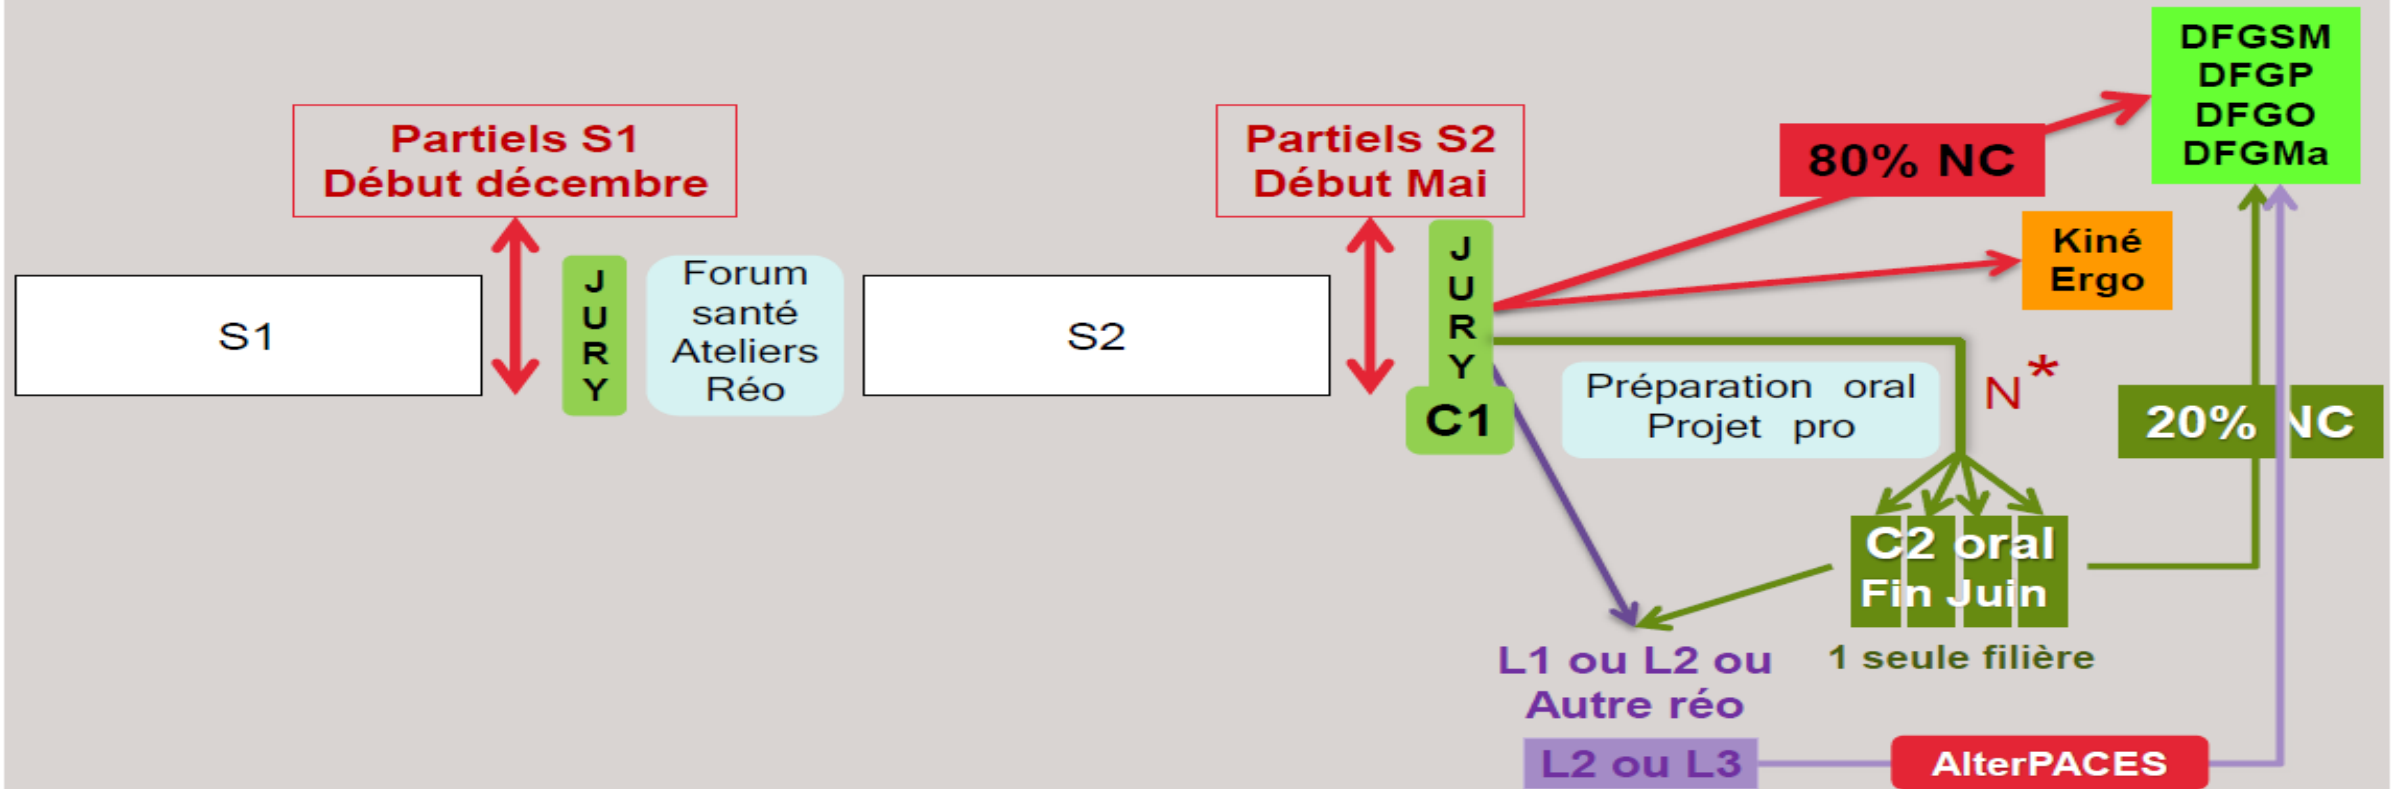 Partiels S1
Début décembre
S1
J
U
R
Y
Forum
santé
Ateliers
Réo
Partiels S2
Début Mai
S2
J
U
R
Y
C1
80% NC
DFGSM
DFGP
DFGO
DFGMa
Kiné
Ergo
Préparation oral
Projet pro
N*
20% NC
C2 oral
Fin Juin
1 seule filière
L1 ou L2 ou
Autre réo
L2 ou L3
AlterPACES